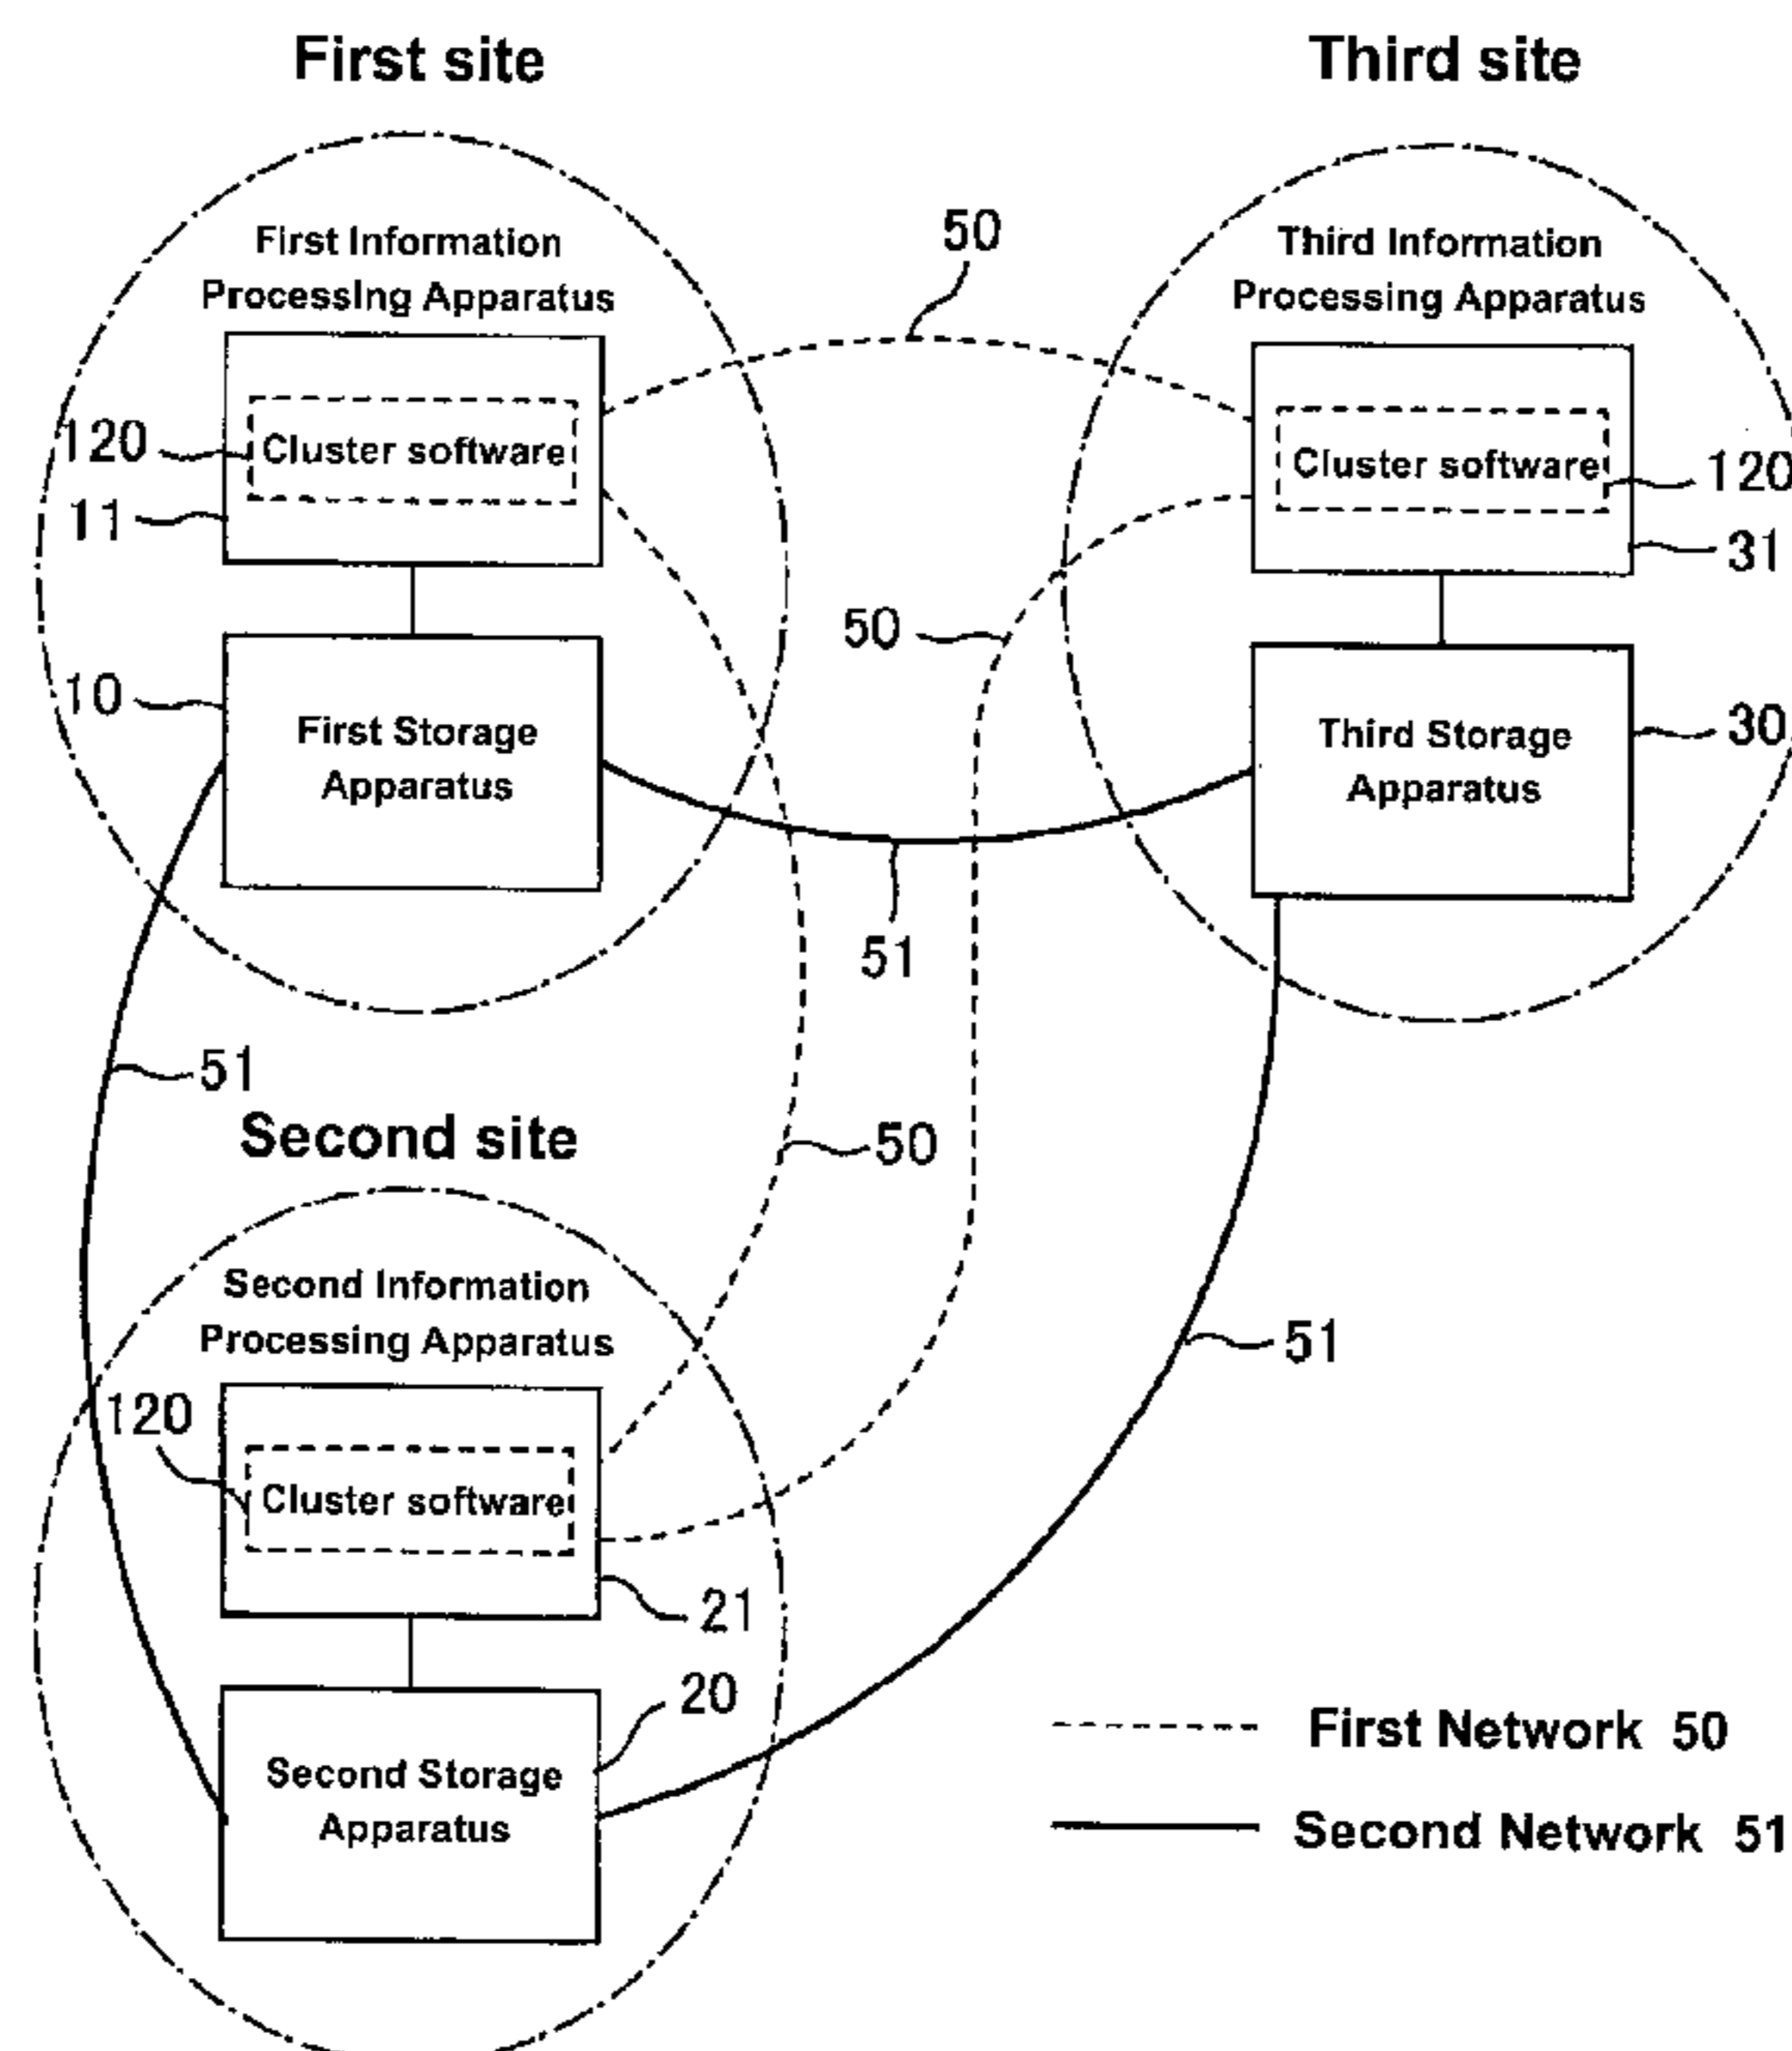 First site
Third site
First Information
Processing Apparatus
50
Third Information
Processing Apparatus
120
Cluster software
11
Cluster software
120
31
50
10
First Storage
Apparatus
Third Storage
Apparatus
30
51
51
Second site
50
Second Information
Processing Apparatus
51
120
Cluster software
21
20
Second Storage
Apparatus
First Network 50
Second Network 51